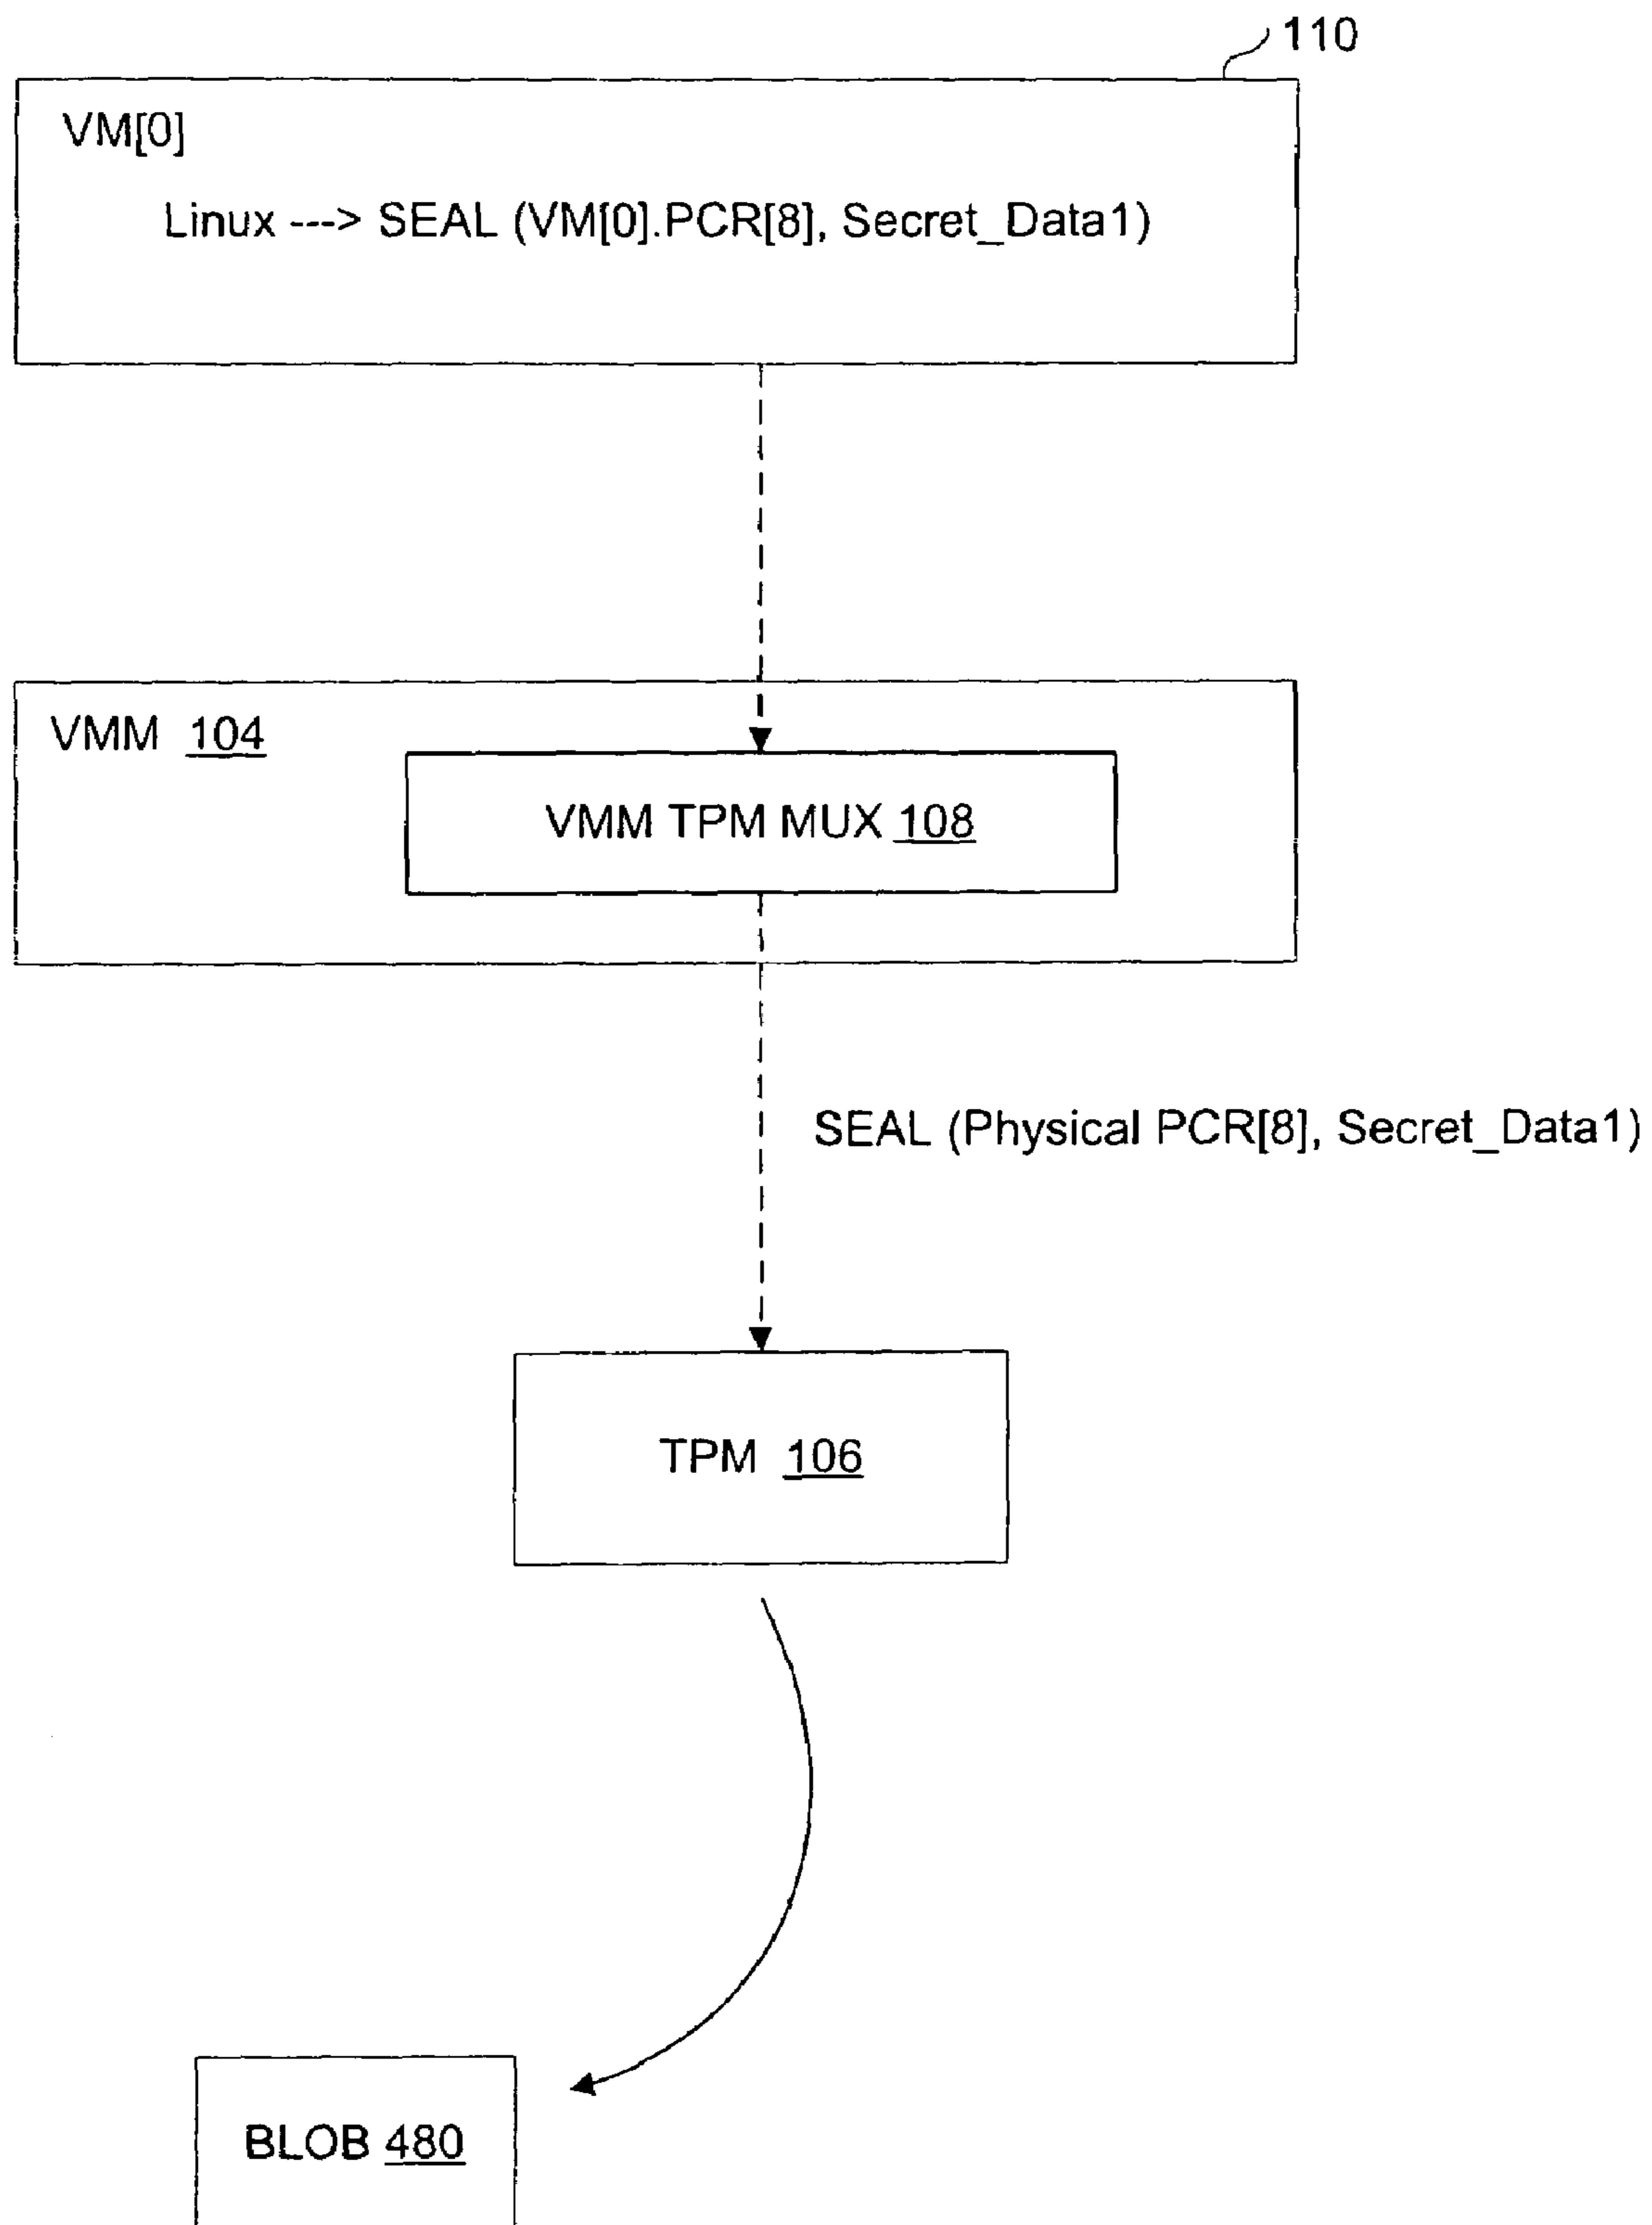 110
VM[0]
Linux ---> SEAL (VM[0].PCR[8], Secret_Data1)
VMM 104
VMM TPM MUX 108
SEAL (Physical PCR[8], Secret_Data1)
TPM 106
BLOB 480